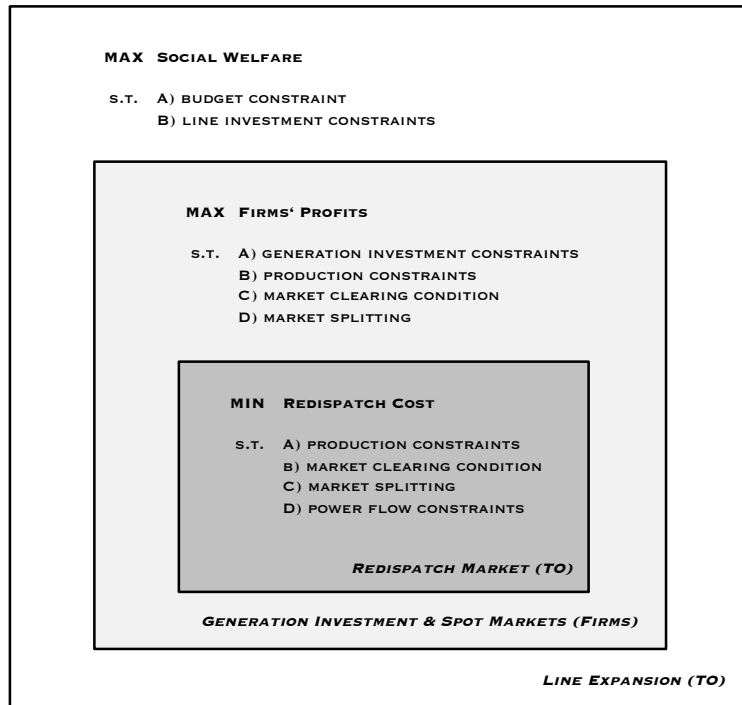 MAX SOCIAL WELFARE
S.T. A) BUDGET CONSTRAINT
B) LINE INVESTMENT CONSTRAINTS
MAX FIRMS‘ PROFITS
S.T. A) GENERATION INVESTMENT CONSTRAINTS
B) PRODUCTION CONSTRAINTS
C) MARKET CLEARING CONDITION
D) MARKET SPLITTING
MIN REDISPATCH COST
S.T. A) PRODUCTION CONSTRAINTS
B) MARKET CLEARING CONDITION
C) MARKET SPLITTING
D) POWER FLOW CONSTRAINTS
REDISPATCH MARKET (TO)
GENERATION INVESTMENT & SPOT MARKETS (FIRMS)
LINE EXPANSION (TO)